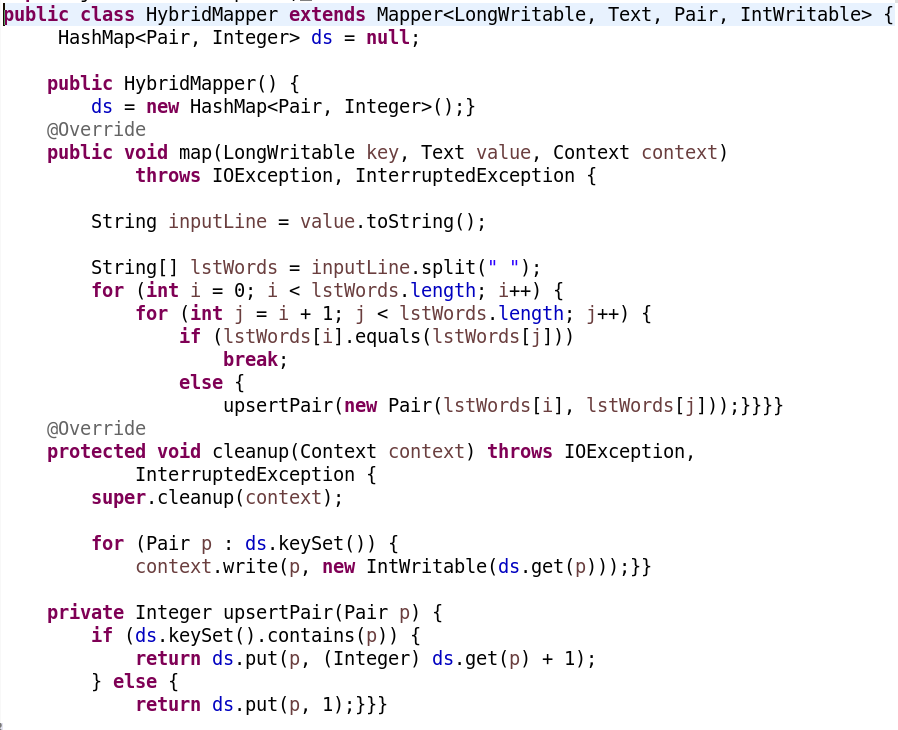 public class HybridMapper extends Mapper<LongWritable, Text, Pair, IntWritable> {
     HashMap<Pair, Integer> ds = null;

    public HybridMapper() {
        ds = new HashMap<Pair, Integer>();}
    @Override
    public void map(LongWritable key, Text value, Context context)
            throws IOException, InterruptedException {

        String inputLine = value.toString();

        String[] lstWords = inputLine.split(" ");
        for (int i = 0; i < lstWords.length; i++) {
            for (int j = i + 1; j < lstWords.length; j++) {
                if (lstWords[i].equals(lstWords[j]))
                    break;
                else {
                    upsertPair(new Pair(lstWords[i], lstWords[j]));}}}}
    @Override
    protected void cleanup(Context context) throws IOException,
            InterruptedException {
        super.cleanup(context);

        for (Pair p : ds.keySet()) {
            context.write(p, new IntWritable(ds.get(p)));}}

    private Integer upsertPair(Pair p) {
        if (ds.keySet().contains(p)) {
            return ds.put(p, (Integer) ds.get(p) + 1);
        } else {
            return ds.put(p, 1);}}}